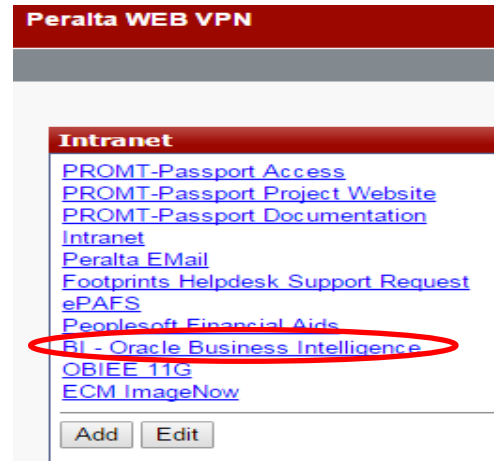 Peralta WEB VPN
Intranet
PROMT-Passport Access
PROMT-Passport Project Website
PROMT-Passport Documentation
Intranet
Peralta EMail
Footprints Helpdesk Support Request
ePAFS
Peoplesoft Financial Aids
BI - Oracle Business Intelligence
OBIEE 11G
ECM ImageNow
Add Edit